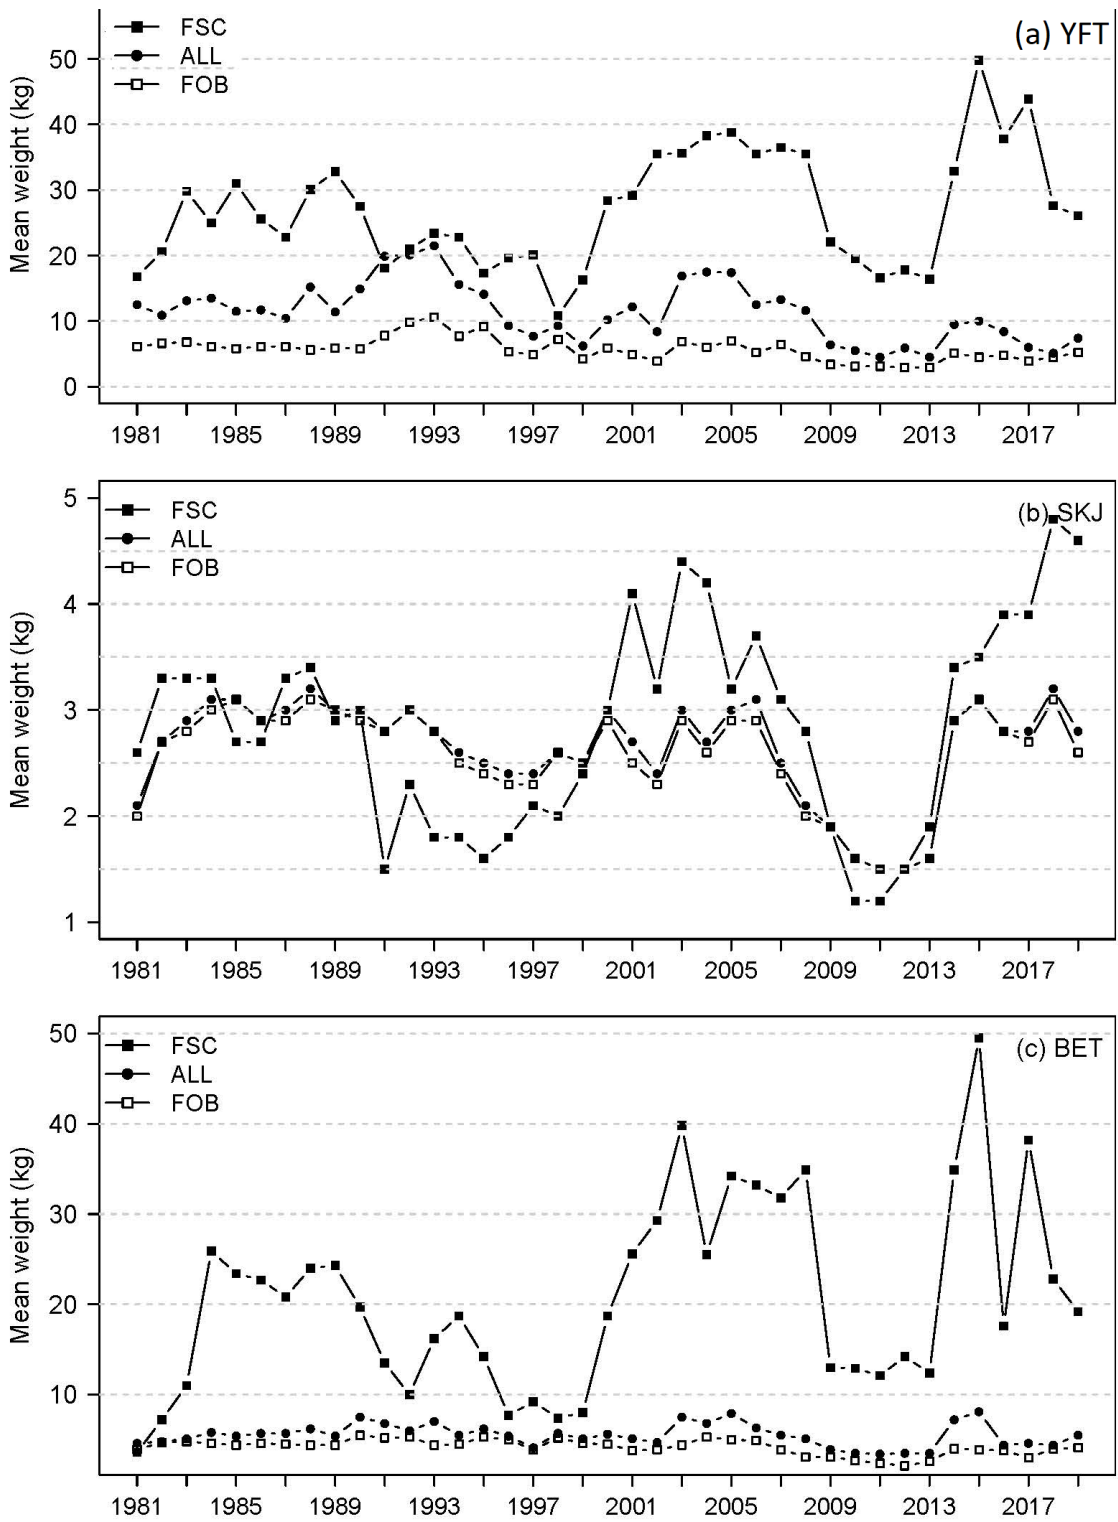 FSC
ALL
FOB
(a) YFT
Mean weight (kg)
50
40
30
20
10
0
1981 1985 1989 1993 1997 2001 2005 2009 2013 2017
FSC
ALL
FOB
(b) SKJ
Mean weight (kg)
5
4
3
2
1
1981 1985 1989 1993 1997 2001 2005 2009 2013 2017
FSC
ALL
FOB
(c) BET
Mean weight (kg)
50
40
30
20
10
1981 1985 1989 1993 1997 2001 2005 2009 2013 2017